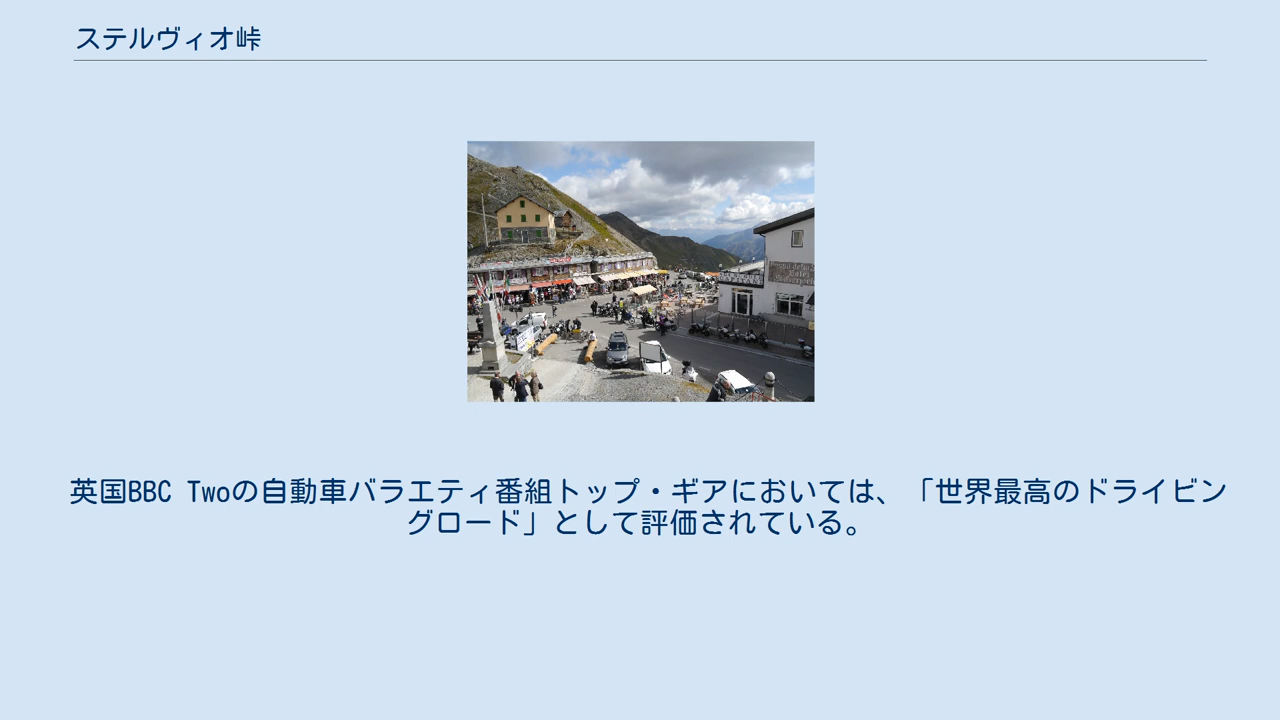 ステルヴィオ峠
英国BBC Twoの自動車バラエティ番組トップ・ギアにおいては、「世界最高のドライビン
グロード」として評価されている。